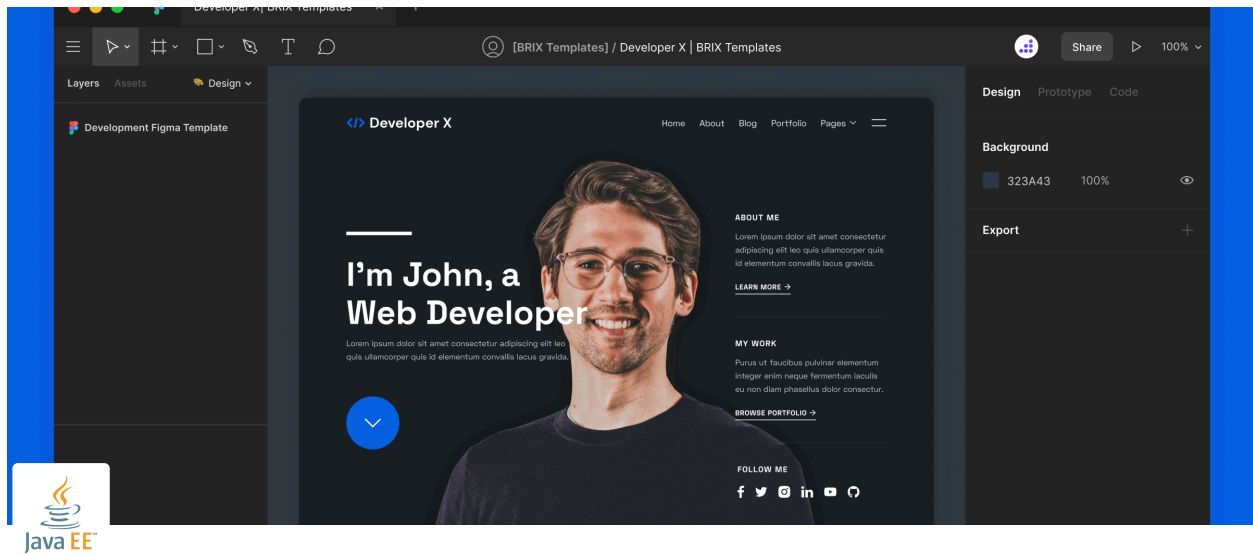 Developer X| BRIX Templates
[BRIX Templates] / Developer X | BRIX Templates
Share
100%
Layers
Assets
Design
Development Figma Template
</> Developer X
Home
About
Blog
Portfolio
Pages
I'm John, a
Web Developer
Lorem ipsum dolor sit amet consectetur adipiscing elit leo
quis ullamcorper quis id elementum convallis lacus gravida.
ABOUT ME
Lorem ipsum dolor sit amet consectetur
adipiscing elit leo quis ullamcorper quis
id elementum convallis lacus gravida.
LEARN MORE →
MY WORK
Purus ut faucibus pulvinar elementum
integer enim neque fermentum iaculis
eu non diam phasellus dolor consectur.
BROWSE PORTFOLIO →
FOLLOW ME
Design
Prototype
Code
Background
323A43
100%
Export
Java EE™